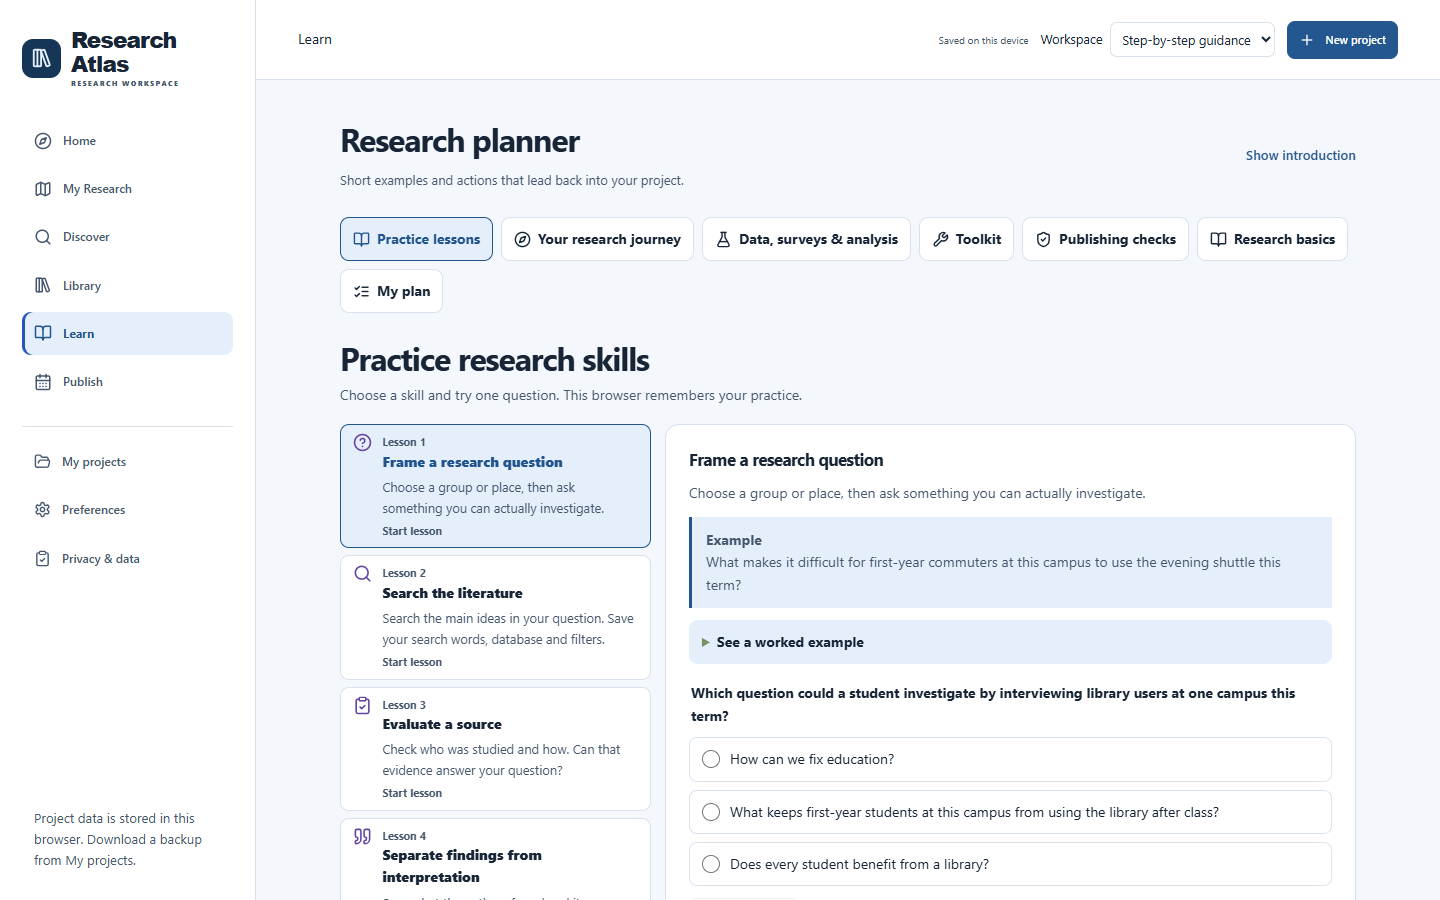 Research
Atlas
RESEARCH WORKSPACE
Home
My Research
Discover
Library
Learn
Publish
My projects
Preferences
Privacy & data
Project data is stored in this
browser. Download a backup
from My projects.
Learn
Saved on this device
Workspace
Step-by-step guidance
New project
Research planner
Short examples and actions that lead back into your project.
Show introduction
Practice lessons
Your research journey
Data, surveys & analysis
Toolkit
Publishing checks
Research basics
My plan
Practice research skills
Choose a skill and try one question. This browser remembers your practice.
Lesson 1
Frame a research question
Choose a group or place, then ask
something you can actually investigate.
Start lesson
Lesson 2
Search the literature
Search the main ideas in your question. Save
your search words, database and filters.
Start lesson
Lesson 3
Evaluate a source
Check who was studied and how. Can that
evidence answer your question?
Start lesson
Lesson 4
Separate findings from
interpretation
Frame a research question
Choose a group or place, then ask something you can actually investigate.
Example
What makes it difficult for first-year commuters at this campus to use the evening shuttle this
term?
See a worked example
Which question could a student investigate by interviewing library users at one campus this
term?
How can we fix education?
What keeps first-year students at this campus from using the library after class?
Does every student benefit from a library?